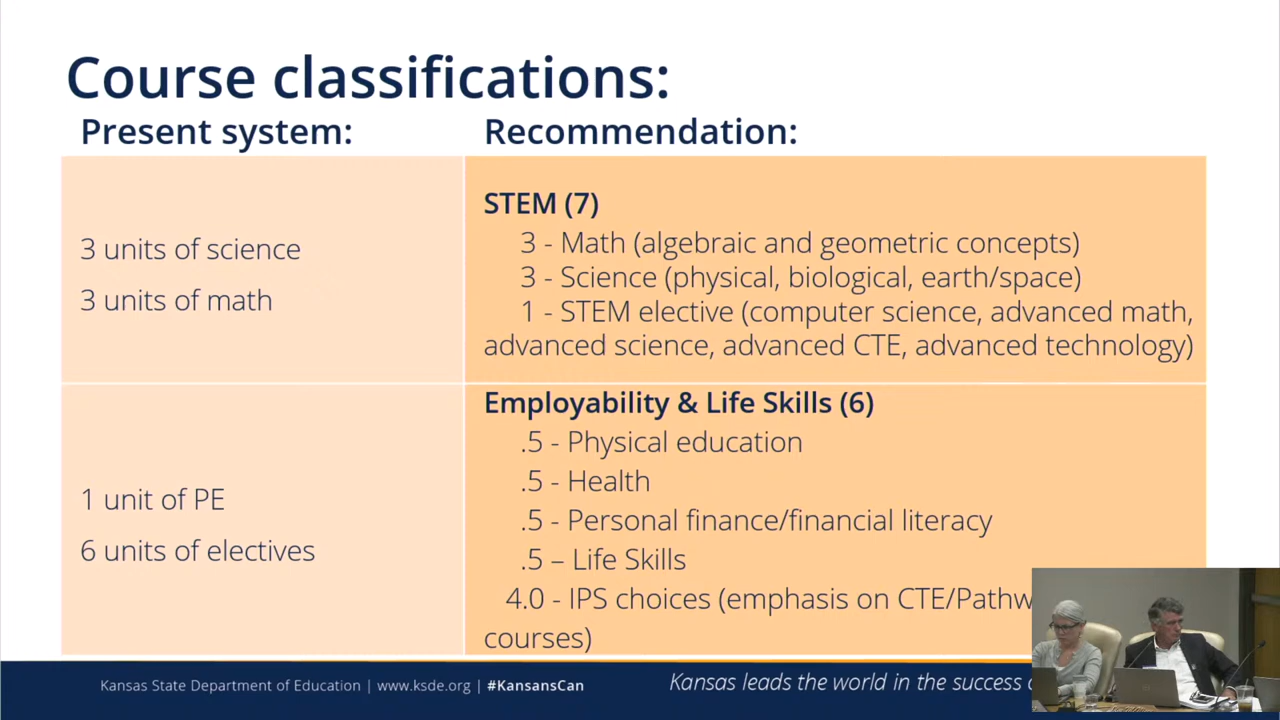 Course classifications:
Present system:
Recommendation:
3 units of science
3 units of math
STEM (7)
3 - Math (algebraic and geometric concepts)
3 - Science (physical, biological, earth/space)
1 - STEM elective (computer science, advanced math,
advanced science, advanced CTE, advanced technology)
1 unit of PE
6 units of electives
Employability & Life Skills (6)
.5 - Physical education
.5 - Health
.5 - Personal finance/financial literacy
.5 – Life Skills
4.0 - IPS choices (emphasis on
courses)
Kansas State Department of Education | www.ksde.org | #KansansCan
Kansas leads the world in the success